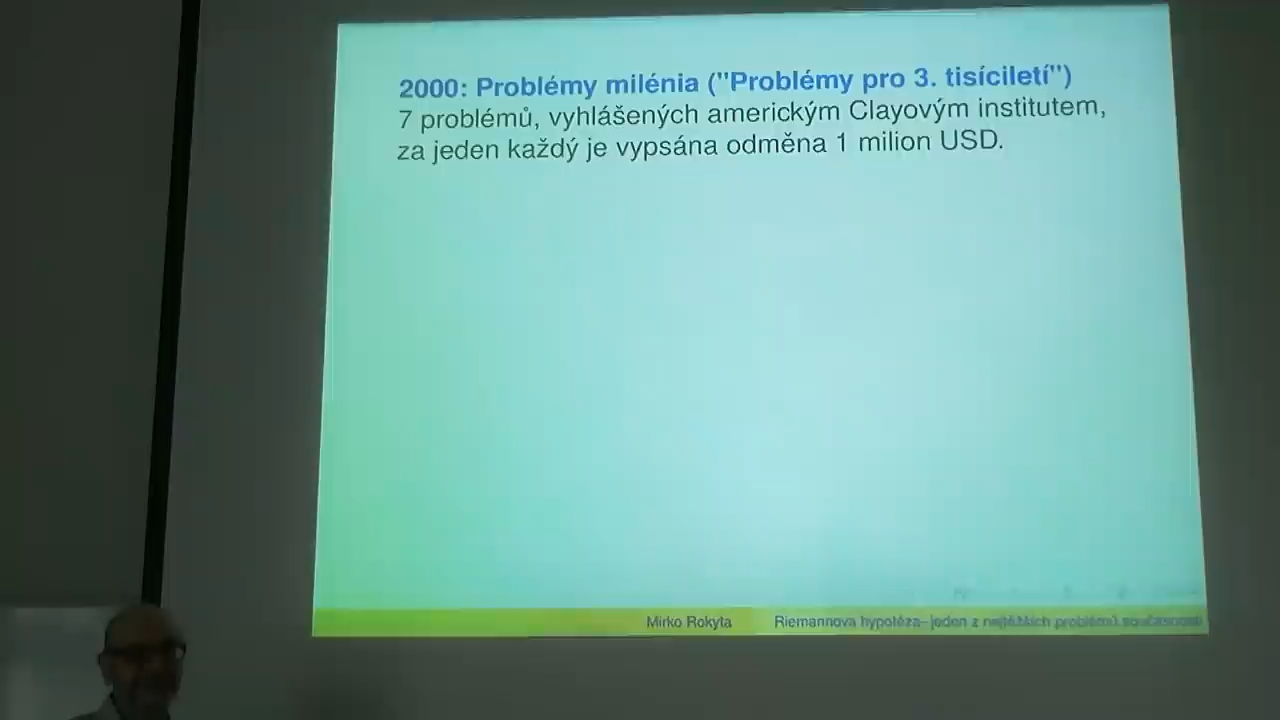 2000: Problémy milénia ("Problémy pro 3. tisíciletí")
7 problémů, vyhlášených americkým Clayovým institutem,
za jeden každý je vypsána odměna 1 milion USD.
Mirko Rokyta Riemannova hypotéza– jeden z nejtěžkších problémů současnosti